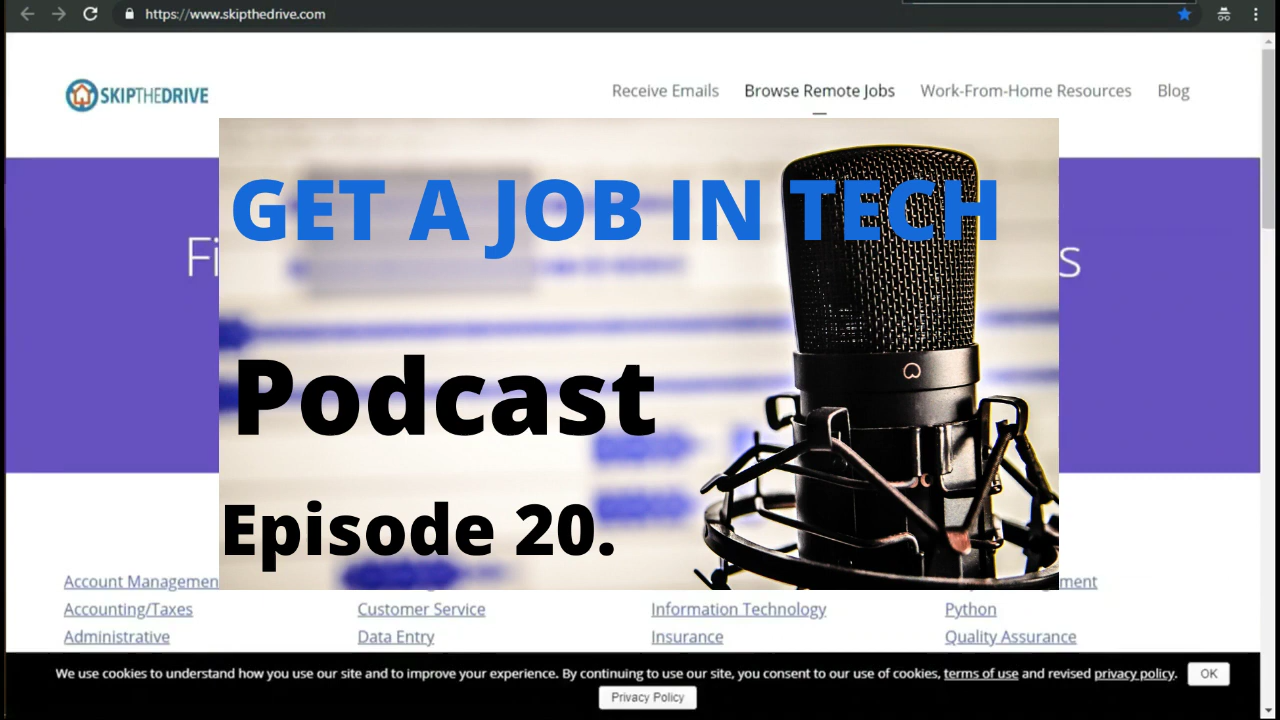 https://www.skipthedrive.com
SKIPTHEDRIVE
Receive Emails Browse Remote Jobs Work-From-Home Resources Blog
GET A JOB IN TECH
Podcast
Episode 20.
Accounting/Taxes Customer Service Information Technology Python
Administrative Data Entry Insurance Quality Assurance
We use cookies to understand how you use our site and to improve your experience. By continuing to use our site, you consent to our use of cookies, terms of use and revised privacy policy. OK
Privacy Policy